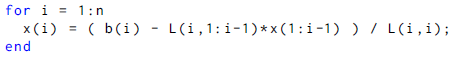 for i = 1:n
x(i) = ( b(i) - L(i,1:i-1)*x(1:i-1) ) / L(i,i);
end